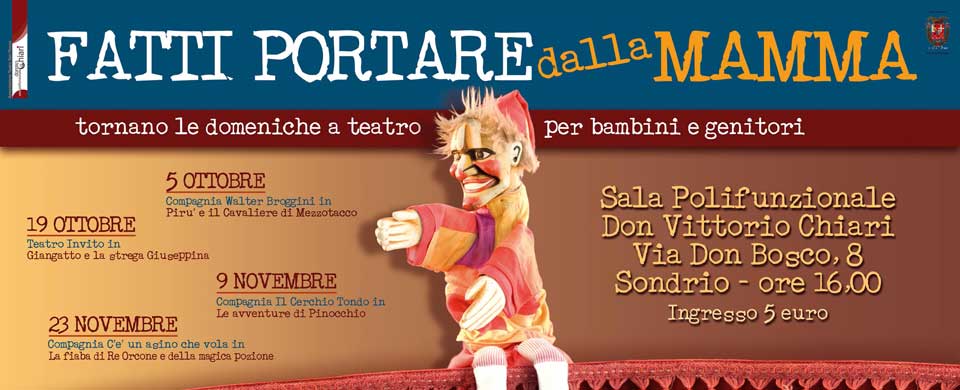 FATTI PORTARE dalla MAMMA
tornano le domeniche a teatro per bambini e genitori
5 OTTOBRE
Compagnia Walter Broggini in
Piru' e il Cavaliere di Mezzotacco
19 OTTOBRE
Teatro Invito in
Giangatto e la strega Giuseppina
9 NOVEMBRE
Compagnia Il Cerchio Tondo in
Le avventure di Pinocchio
23 NOVEMBRE
Compagnia C'e' un asino che vola in
La fiaba di Re Orcone e della magica pozione
Sala Polifunzionale
Don Vittorio Chiari
Via Don Bosco, 8
Sondrio - ore 16,00
Ingresso 5 euro